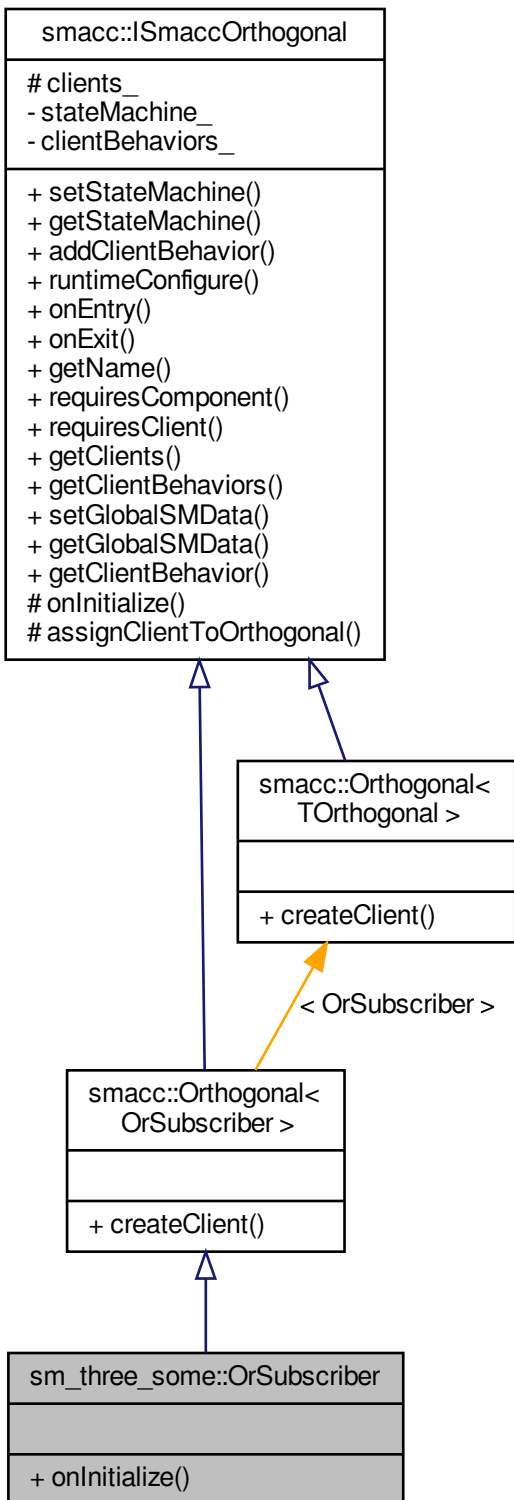 smacc::ISmaccOrthogonal
# clients_
- stateMachine_
- clientBehaviors_
+ setStateMachine()
+ getStateMachine()
+ addClientBehavior()
+ runtimeConfigure()
+ onEntry()
+ onExit()
+ getName()
+ requiresComponent()
+ requiresClient()
+ getClients()
+ getClientBehaviors()
+ setGlobalSMData()
+ getGlobalSMData()
+ getClientBehavior()
# onInitialize()
# assignClientToOrthogonal()
smacc::Orthogonal<
TOrthogonal >
+ createClient()
< OrSubscriber >
smacc::Orthogonal<
OrSubscriber >
+ createClient()
sm_three_some::OrSubscriber
+ onInitialize()